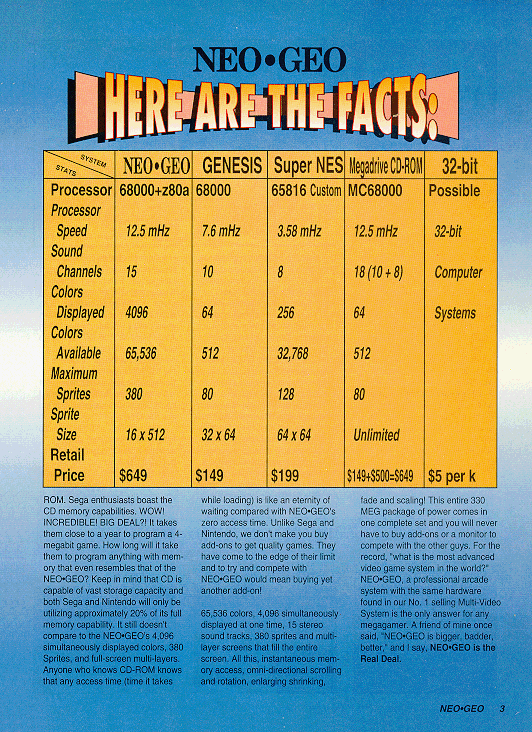 NEO•GEO
HERE ARE THE FACTS:
SYSTEM
STATS
NEO•GEO GENESIS Super NES Megadrive CD-ROM 32-bit
Processor 68000+z80a 68000 65816 Custom MC68000 Possible
Processor
Speed 12.5 mHz 7.6 mHz 3.58 mHz 12.5 mHz 32-bit
Sound
Channels 15 10 8 18 (10 + 8) Computer
Colors
Displayed 4096 64 256 64 Systems
Colors
Available 65,536 512 32,768 512
Maximum
Sprites 380 80 128 80
Sprite
Size 16 x 512 32 x 64 64 x 64 Unlimited
Retail
Price $649 $149 $199 $149+$500=$649 $5 per k
ROM. Sega enthusiasts boast the
CD memory capabilities. WOW!
INCREDIBLE! BIG DEAL?! It takes
them close to a year to program a 4-
megabit game. How long will it take
them to program anything with mem-
ory that even resembles that of the
NEO•GEO? Keep in mind that CD is
capable of vast storage capacity and
both Sega and Nintendo will only be
utilizing approximately 20% of its full
memory capability. It still doesn't
compare to the NEO•GEO's 4,096
simultaneously displayed colors, 380
Sprites, and full-screen multi-layers.
Anyone who knows CD-ROM knows
that any access time (time it takes
while loading) is like an eternity of
waiting compared with NEO•GEO's
zero access time. Unlike Sega and
Nintendo, we don't make you buy
add-ons to get quality games. They
have come to the edge of their limit
and to try and compete with
NEO•GEO would mean buying yet
another add-on!
65,536 colors, 4,096 simultaneously
displayed at one time, 15 stereo
sound tracks, 380 sprites and multi-
layer screens that fill the entire
screen. All this, instantaneous mem-
ory access, omni-directional scrolling
and rotation, enlarging shrinking,
fade and scaling! This entire 330
MEG package of power comes in
one complete set and you will never
have to buy add-ons or a monitor to
compete with the other guys. For the
record, "what is the most advanced
video game system in the world?"
NEO•GEO, a professional arcade
system with the same hardware
found in our No. 1 selling Multi-Video
System is the only answer for any
megagamer. A friend of mine once
said, "NEO•GEO is bigger, badder,
better," and I say, NEO•GEO is the
Real Deal.
NEO•GEO 3